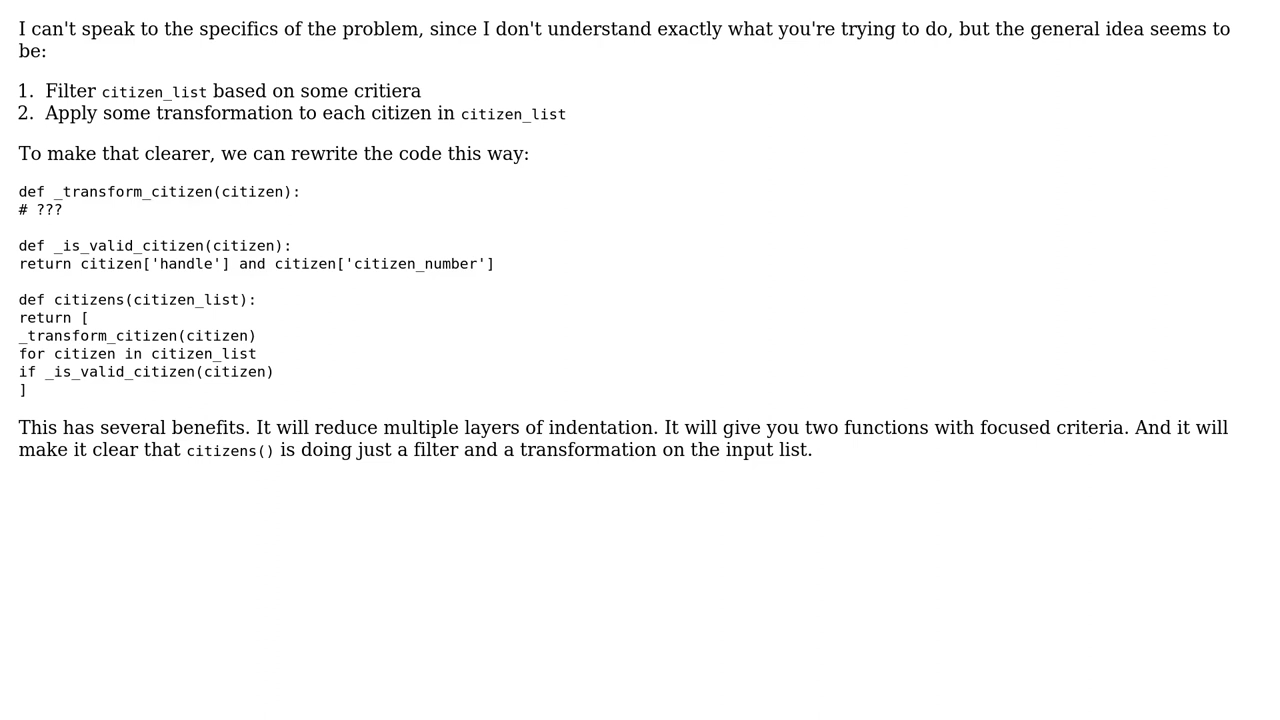 I can't speak to the specifics of the problem, since I don't understand exactly what you're trying to do, but the general idea seems to
be:
1. Filter citizen_list based on some critiera
2. Apply some transformation to each citizen in citizen_list
To make that clearer, we can rewrite the code this way:
def _transform_citizen(citizen):
# ???
def _is_valid_citizen(citizen):
return citizen['handle'] and citizen['citizen_number']
def citizens(citizen_list):
return [
_transform_citizen(citizen)
for citizen in citizen_list
if _is_valid_citizen(citizen)
]
This has several benefits. It will reduce multiple layers of indentation. It will give you two functions with focused criteria. And it will
make it clear that citizens() is doing just a filter and a transformation on the input list.